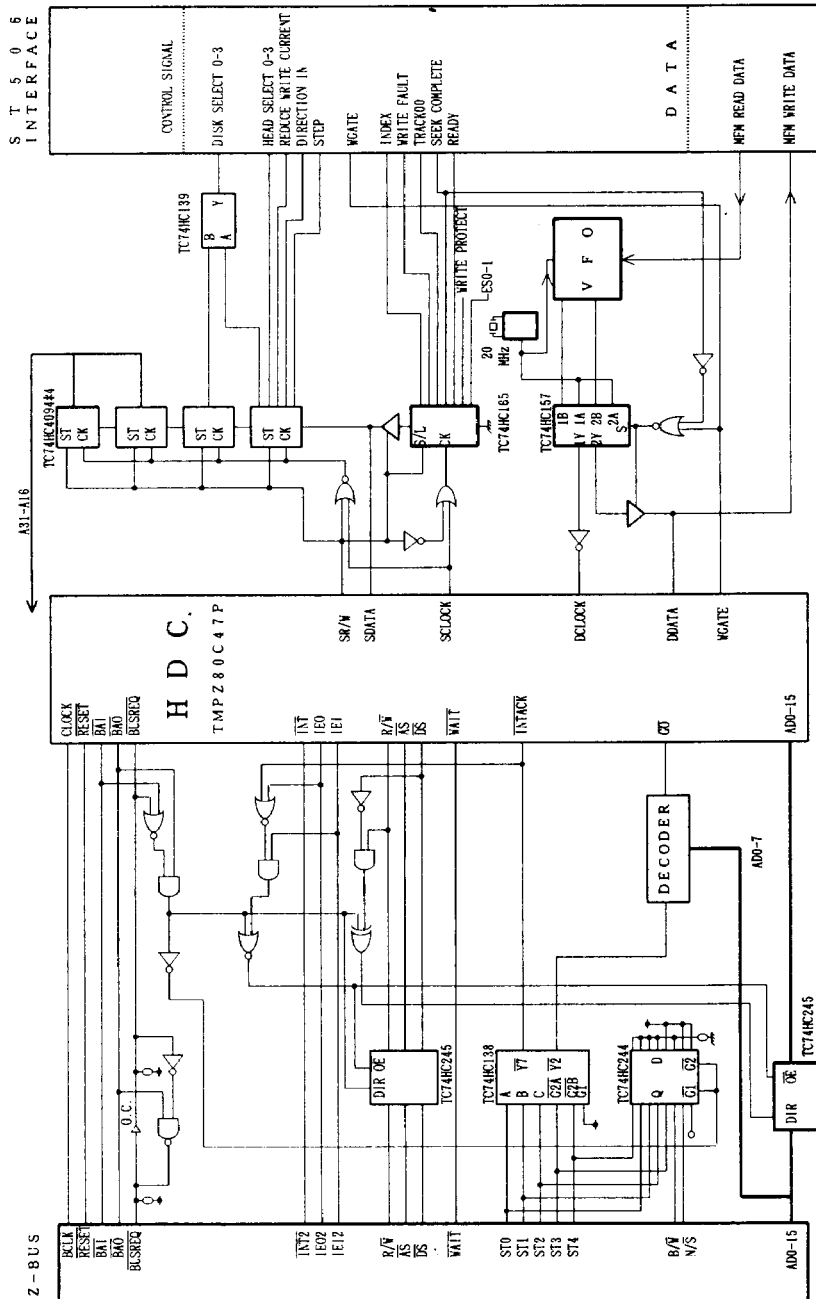 Z-BUS
BCLK
RESET
BAI
BAO
BUSREQ
INT2
IEO2
IEI2
R/W
AS
DS
WAIT
ST0
ST1
ST2
ST3
ST4
B/W
N/S
AD0-15
O.C.
DIR OE
TC74HC245
A
B Y7
C
G2A Y2
G2B
G1
TC74HC138
Q D
G1 G2
TC74HC244
DIR OE
TC74HC245
DECODER
AD0-7
CLOCK
RESET
BAI
BAO
BUSREQ
INT
IEO
IEI
R/W
AS
DS
WAIT
INTACK
AD0-15
H D C.
TMPZ80C47P
SR/W
SDATA
SCLOCK
DCLOCK
DDATA
WGATE
A31-A16
TC74HC4094*4
ST
CK
ST
CK
ST
CK
ST
CK
TC74HC139
B Y
A
S/L
CK
TC74HC165
WRITE PROTECT
ES0-1
20
MHz
1B
1Y 1A
2Y 2B
2A
S
TC74HC157
V F O
ST506
INTERFACE
CONTROL SIGNAL
DISK SELECT 0-3
HEAD SELECT 0-3
REDUCE WRITE CURRENT
DIRECTION IN
STEP
WGATE
INDEX
WRITE FAULT
TRACK00
SEEK COMPLETE
READY
D A T A
MFM READ DATA
MFM WRITE DATA